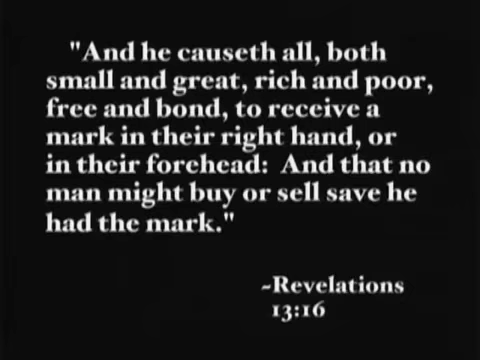 "And he causeth all, both
small and great, rich and poor,
free and bond, to receive a
mark in their right hand, or
in their forehead:  And that no
man might buy or sell save he
had the mark."
~Revelations
13:16